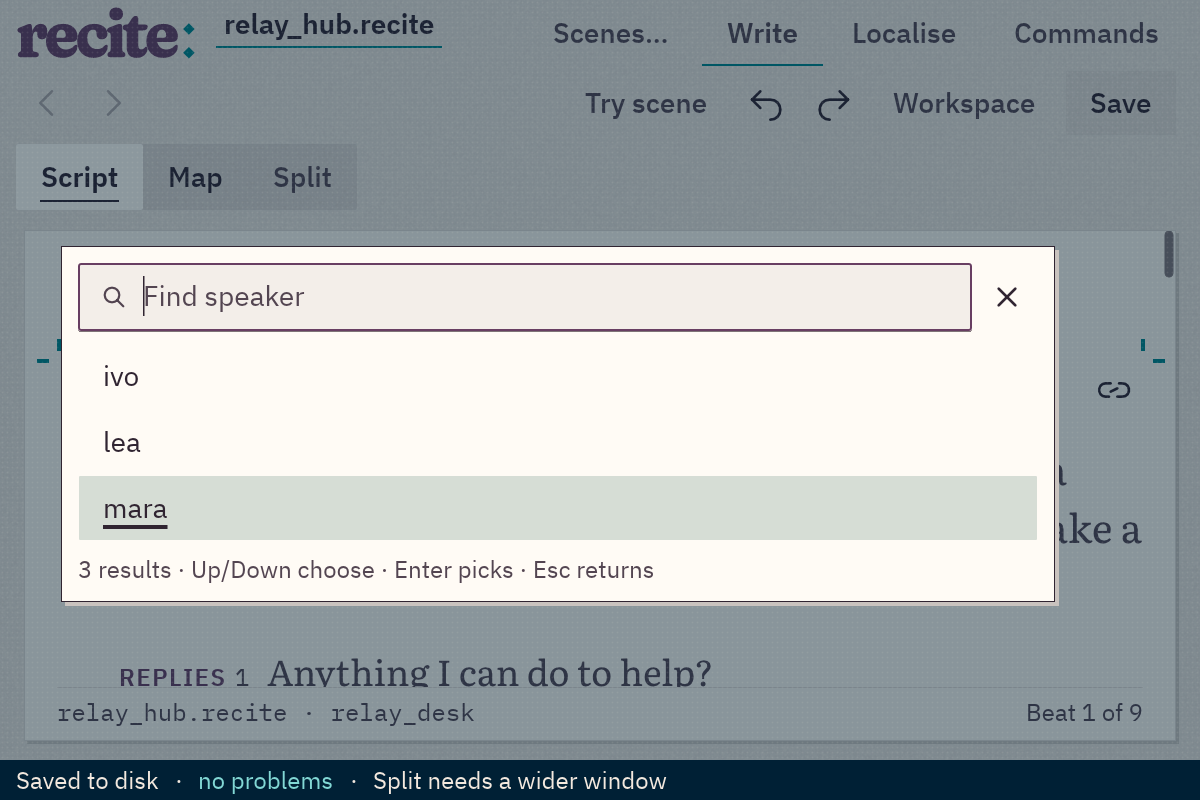 recite:
relay_hub.recite
Scenes...
Write
Localise
Commands
Try scene
Workspace
Save
Script
Map
Split
Find speaker
ivo
lea
mara
3 results · Up/Down choose · Enter picks · Esc returns
ake a
REPLIES 1 Anything I can do to help?
relay_hub.recite · relay_desk
Beat 1 of 9
Saved to disk · no problems · Split needs a wider window